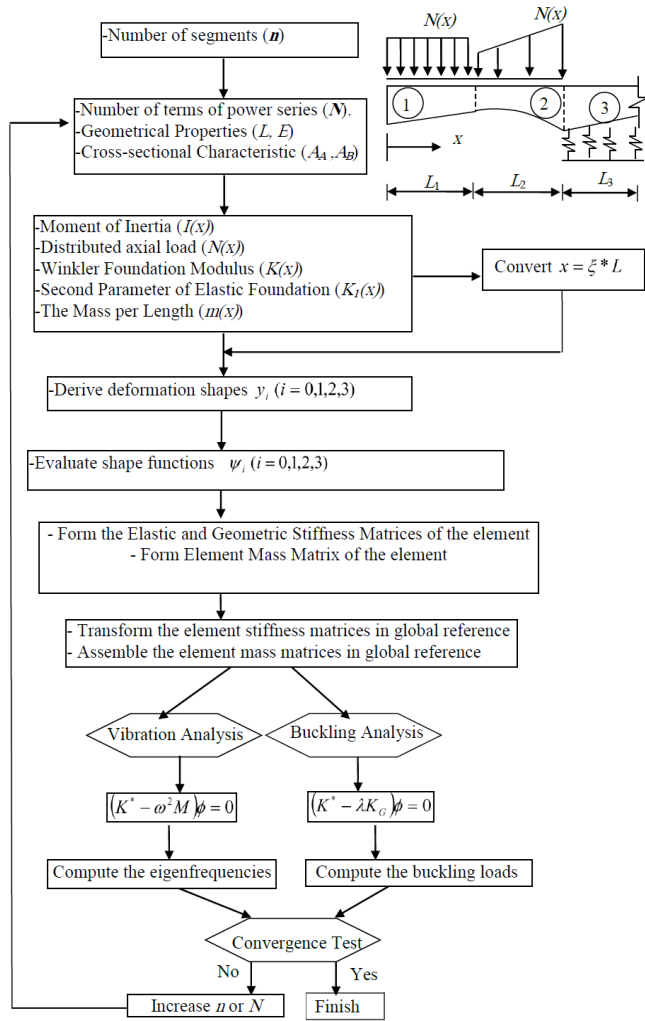 -Number of segments (n)
-Number of terms of power series (N).
-Geometrical Properties (L, E)
-Cross-sectional Characteristic (A_A ,A_B)
N(x)
N(x)
1
2
3
x
L₁
L₂
L₃
-Moment of Inertia (I(x))
-Distributed axial load (N(x))
-Winkler Foundation Modulus (K(x))
-Second Parameter of Elastic Foundation (K₁(x))
-The Mass per Length (m(x))
Convert x = ξ * L
-Derive deformation shapes y_i (i = 0,1,2,3)
-Evaluate shape functions ψ_i (i = 0,1,2,3)
- Form the Elastic and Geometric Stiffness Matrices of the element
- Form Element Mass Matrix of the element
- Transform the element stiffness matrices in global reference
- Assemble the element mass matrices in global reference
Vibration Analysis
Buckling Analysis
(K* − ω²M)ϕ = 0
(K* − λK_G)ϕ = 0
Compute the eigenfrequencies
Compute the buckling loads
Convergence Test
No
Yes
Increase n or N
Finish